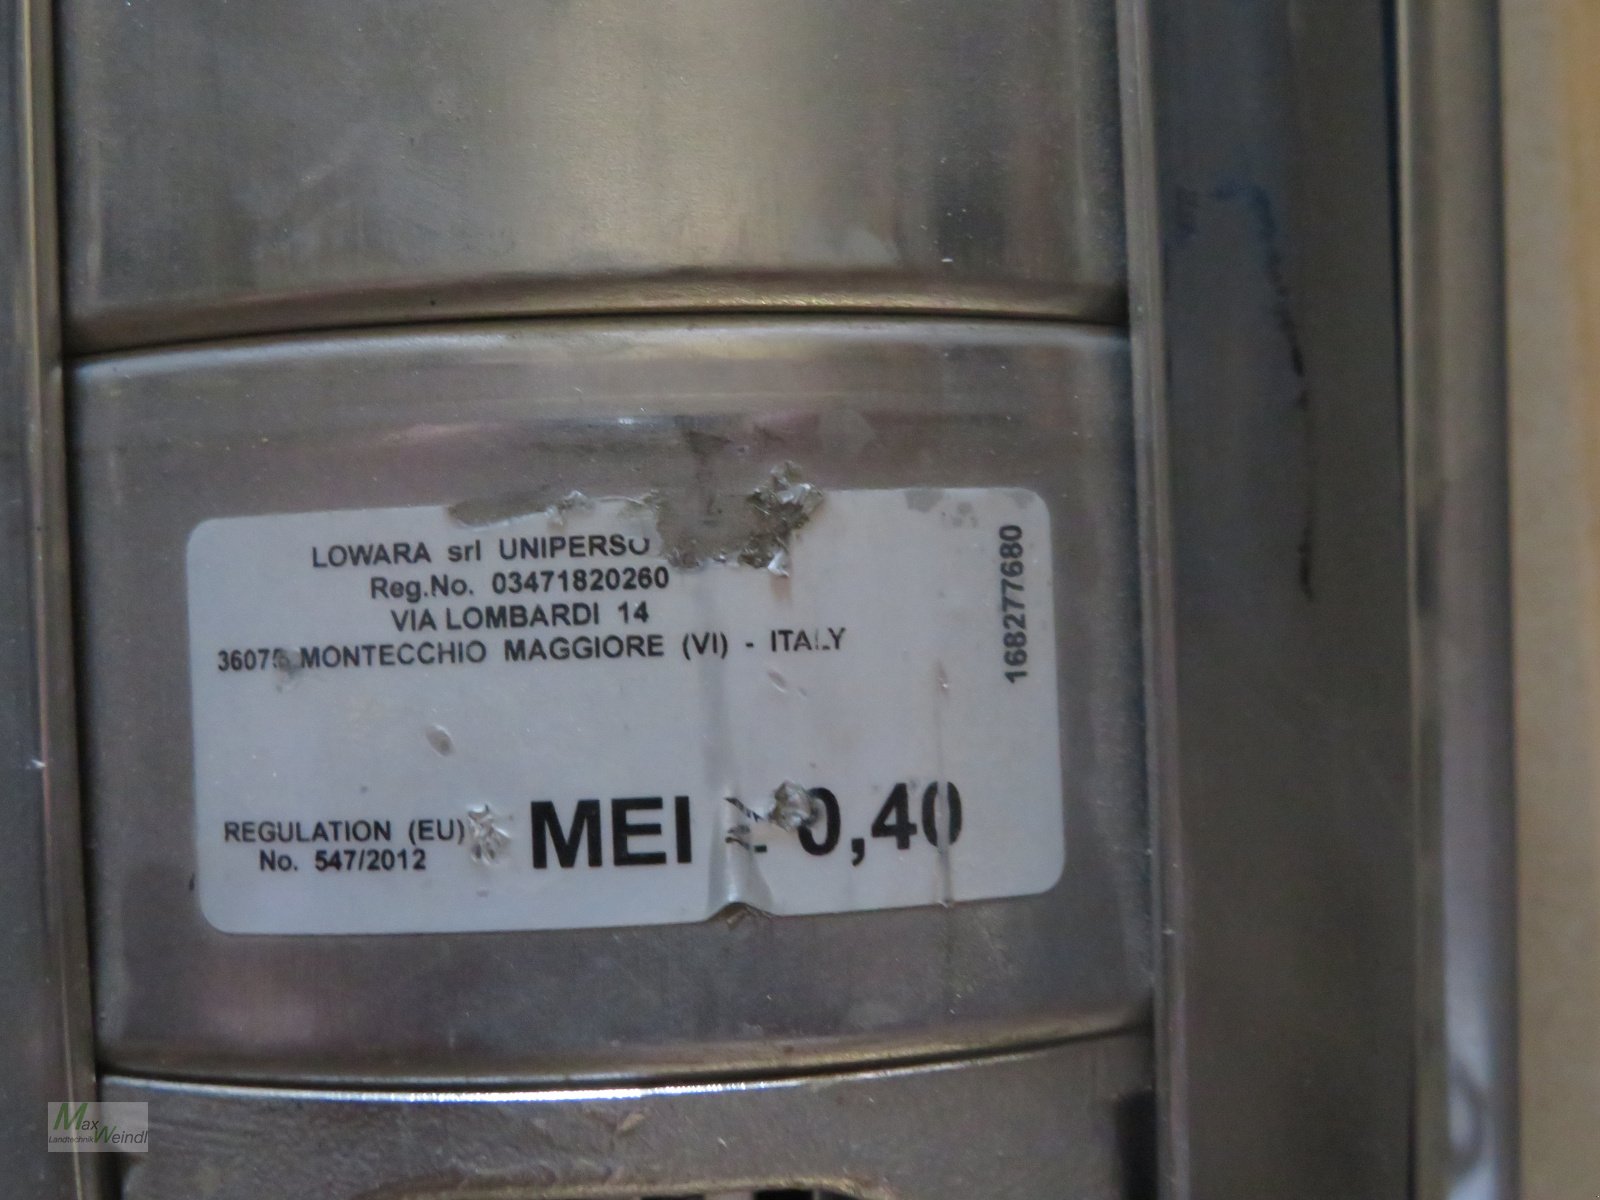 LOWARA srl
Reg.No. 03471820260
VIA LOMBARDI 14
MONTECCHIO MAGGIORE (VI) - ITALY
168277680
REGULATION (EU)
No. 547/2012
MEI 0,40
Max
Landtechnik Weindl